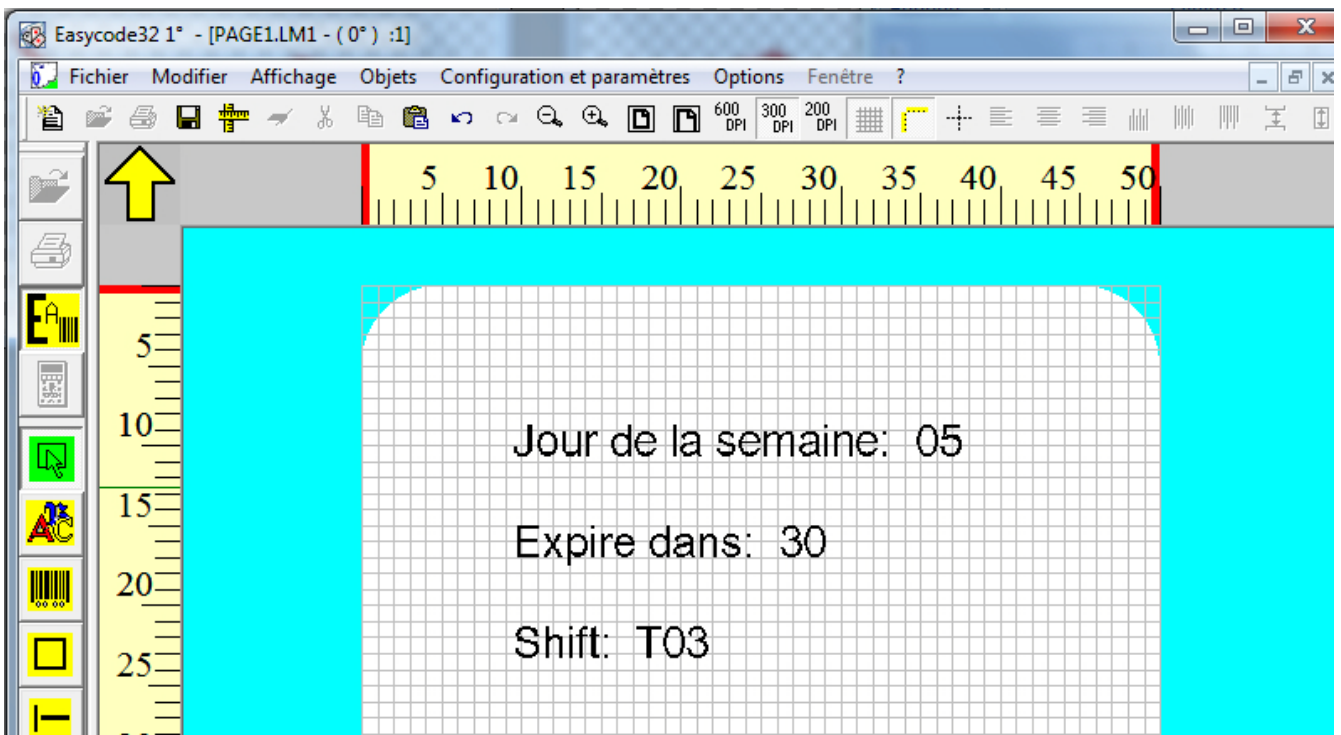 Easycode32 1° - [PAGE1.LM1 - ( 0° ) :1]
Fichier Modifier Affichage Objets Configuration et paramètres Options Fenêtre ?
600 DPI 300 DPI 200 DPI
5 10 15 20 25 30 35 40 45 50
5
10
15
20
25
Jour de la semaine: 05
Expire dans: 30
Shift: T03